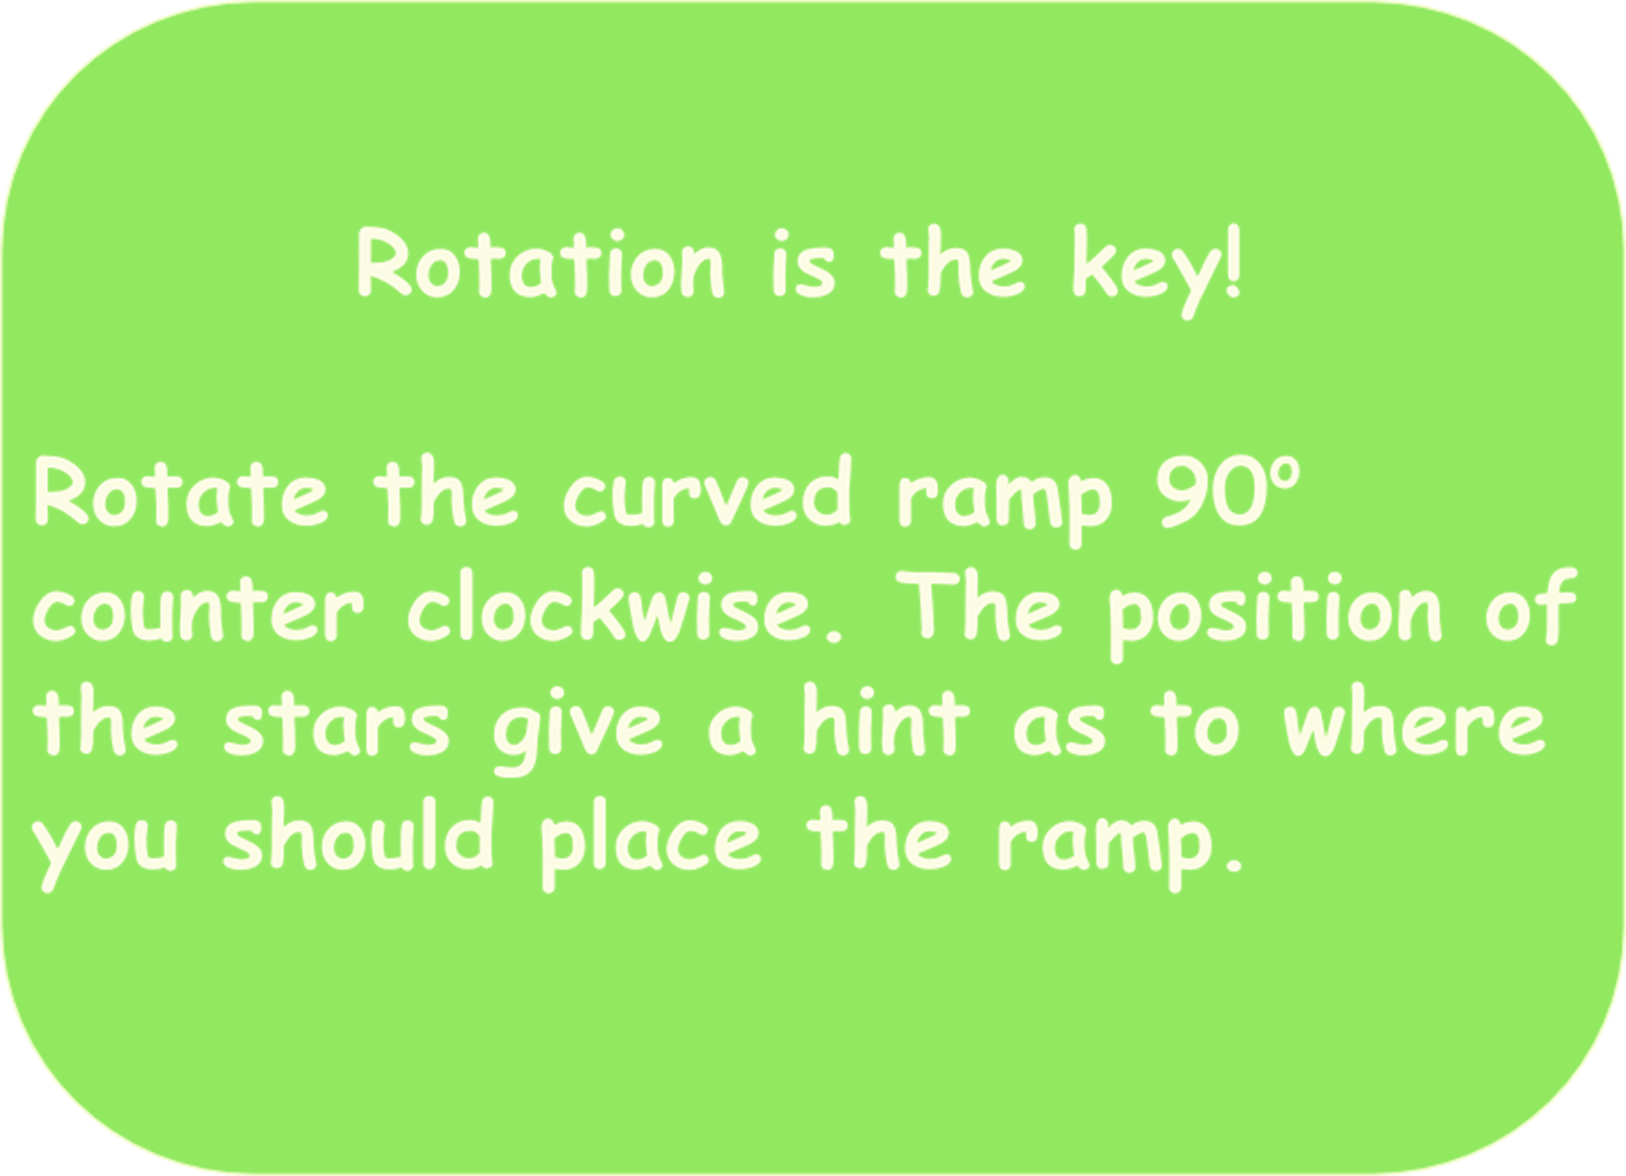 Rotation is the key!
Rotate the curved ramp 90º
counter clockwise. The position of
the stars give a hint as to where
you should place the ramp.